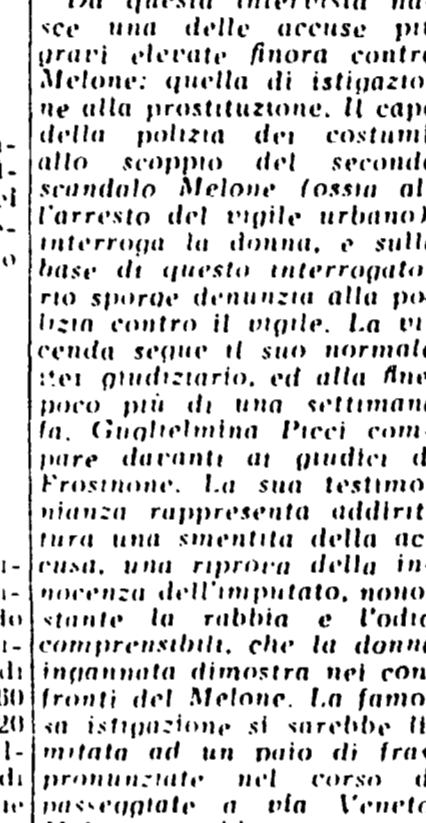 Da questa intervista na-
sce una delle accuse più
gravi elevate finora contro
Melone: quella di istigazio-
ne alla prostituzione. Il capo
della polizia dei costumi
allo scoppio del secondo
scandalo Melone (ossia al-
l'arresto del vigile urbano)
interroga la donna, e sulla
base di questo interrogato-
rio sporge denunzia alla po-
lizia contro il vigile. La vi-
cenda segue il suo normale
iter giudiziario, ed alla fine
poco più di una settimana
fa, Guglielmina Picci com-
pare davanti ai giudici di
Frosinone. La sua testimo-
nianza rappresenta addirit-
tura una smentita della ac-
cusa, una riprova della in-
nocenza dell'imputato, nono-
stante la rabbia e l'odio
comprensibili, che la donna
ingannata dimostra nei con-
fronti del Melone. La famo-
sa istigazione si sarebbe li-
mitata ad un paio di frasi
pronunziate nel corso di
passeggiate a via Veneto